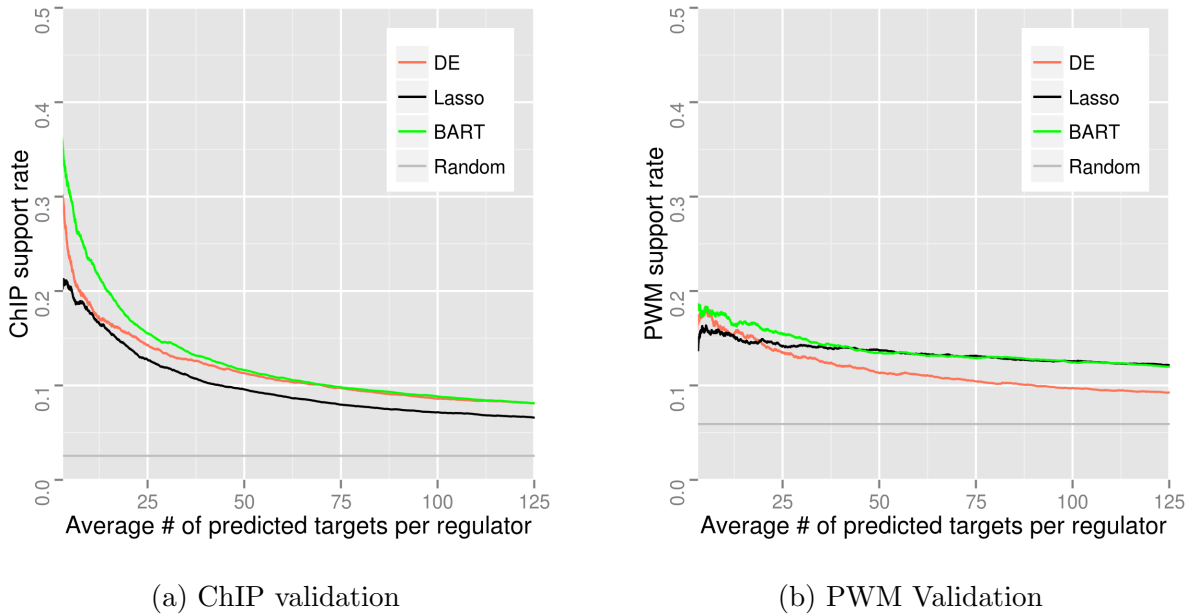 0.5
0.4
0.3
0.2
0.1
0.0
ChIP support rate
DE
Lasso
BART
Random
25
50
75
100
125
Average # of predicted targets per regulator
(a) ChIP validation
0.5
0.4
0.3
0.2
0.1
0.0
PWM support rate
DE
Lasso
BART
Random
25
50
75
100
125
Average # of predicted targets per regulator
(b) PWM Validation